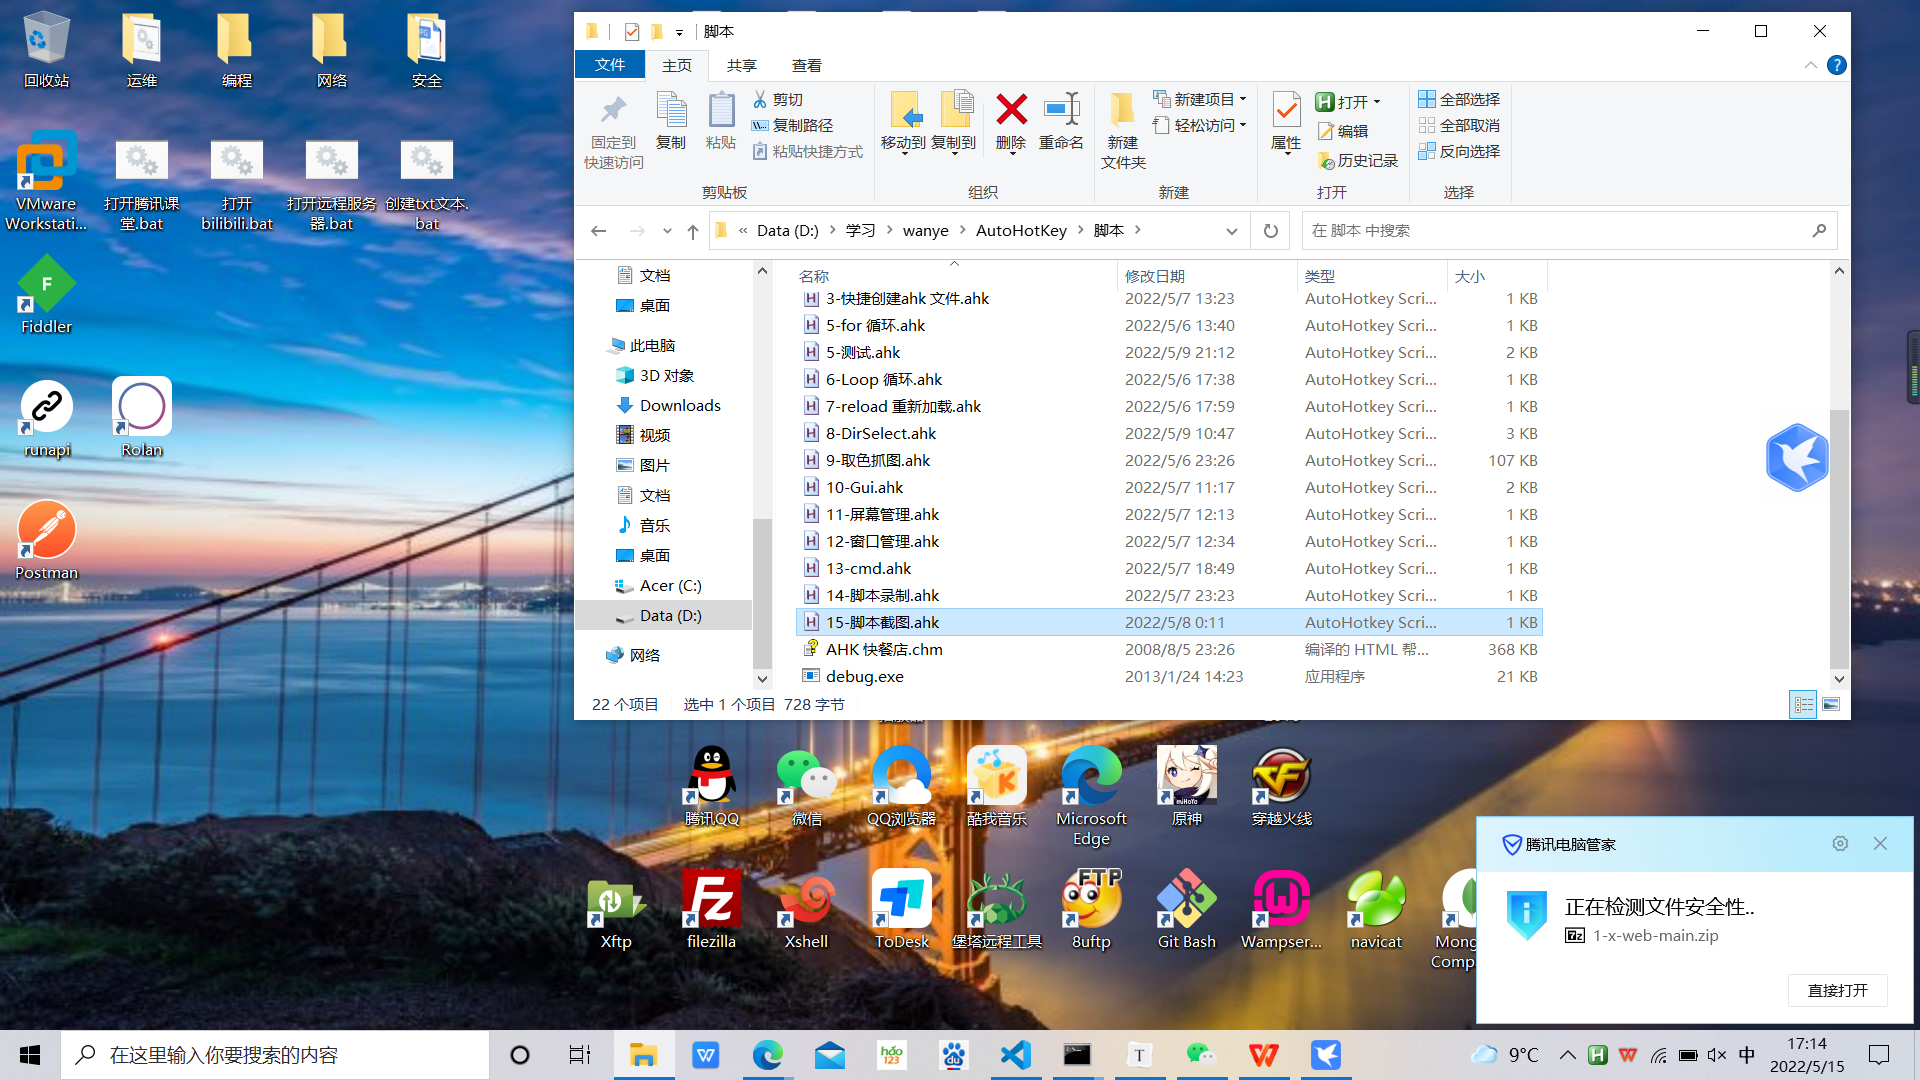 回收站
运维
编程
网络
安全
VMware
Workstati...
打开腾讯课
堂.bat
打开
bilibili.bat
打开远程服务
器.bat
创建txt文本.
bat
F
Fiddler
runapi
Rolan
Postman
脚本
文件
主页
共享
查看
固定到
快速访问
复制
粘贴
剪切
复制路径
粘贴快捷方式
剪贴板
移动到
复制到
删除
重命名
组织
新建
文件夹
新建项目
轻松访问
新建
属性
打开
编辑
历史记录
打开
全部选择
全部取消
反向选择
选择
« Data (D:) > 学习 > wanye > AutoHotKey > 脚本 >
在 脚本 中搜索
文档
桌面
此电脑
3D 对象
Downloads
视频
图片
文档
音乐
桌面
Acer (C:)
Data (D:)
网络
名称 修改日期 类型 大小
3-快捷创建ahk 文件.ahk 2022/5/7 13:23 AutoHotkey Scri... 1 KB
5-for 循环.ahk 2022/5/6 13:40 AutoHotkey Scri... 1 KB
5-测试.ahk 2022/5/9 21:12 AutoHotkey Scri... 2 KB
6-Loop 循环.ahk 2022/5/6 17:38 AutoHotkey Scri... 1 KB
7-reload 重新加载.ahk 2022/5/6 17:59 AutoHotkey Scri... 1 KB
8-DirSelect.ahk 2022/5/9 10:47 AutoHotkey Scri... 3 KB
9-取色抓图.ahk 2022/5/6 23:26 AutoHotkey Scri... 107 KB
10-Gui.ahk 2022/5/7 11:17 AutoHotkey Scri... 2 KB
11-屏幕管理.ahk 2022/5/7 12:13 AutoHotkey Scri... 1 KB
12-窗口管理.ahk 2022/5/7 12:34 AutoHotkey Scri... 1 KB
13-cmd.ahk 2022/5/7 18:49 AutoHotkey Scri... 1 KB
14-脚本录制.ahk 2022/5/7 23:23 AutoHotkey Scri... 1 KB
15-脚本截图.ahk 2022/5/8 0:11 AutoHotkey Scri... 1 KB
AHK 快餐店.chm 2008/8/5 23:26 编译的 HTML 帮... 368 KB
debug.exe 2013/1/24 14:23 应用程序 21 KB
22 个项目 选中 1 个项目 728 字节
腾讯QQ
微信
QQ浏览器
酷我音乐
Microsoft
Edge
原神
穿越火线
Xftp
filezilla
Xshell
ToDesk
堡塔远程工具
FTP
8uftp
Git Bash
Wampser...
navicat
Mong
Comp
腾讯电脑管家
正在检测文件安全性..
1-x-web-main.zip
直接打开
在这里输入你要搜索的内容
hao
123
du
T
9°C
中
17:14
2022/5/15